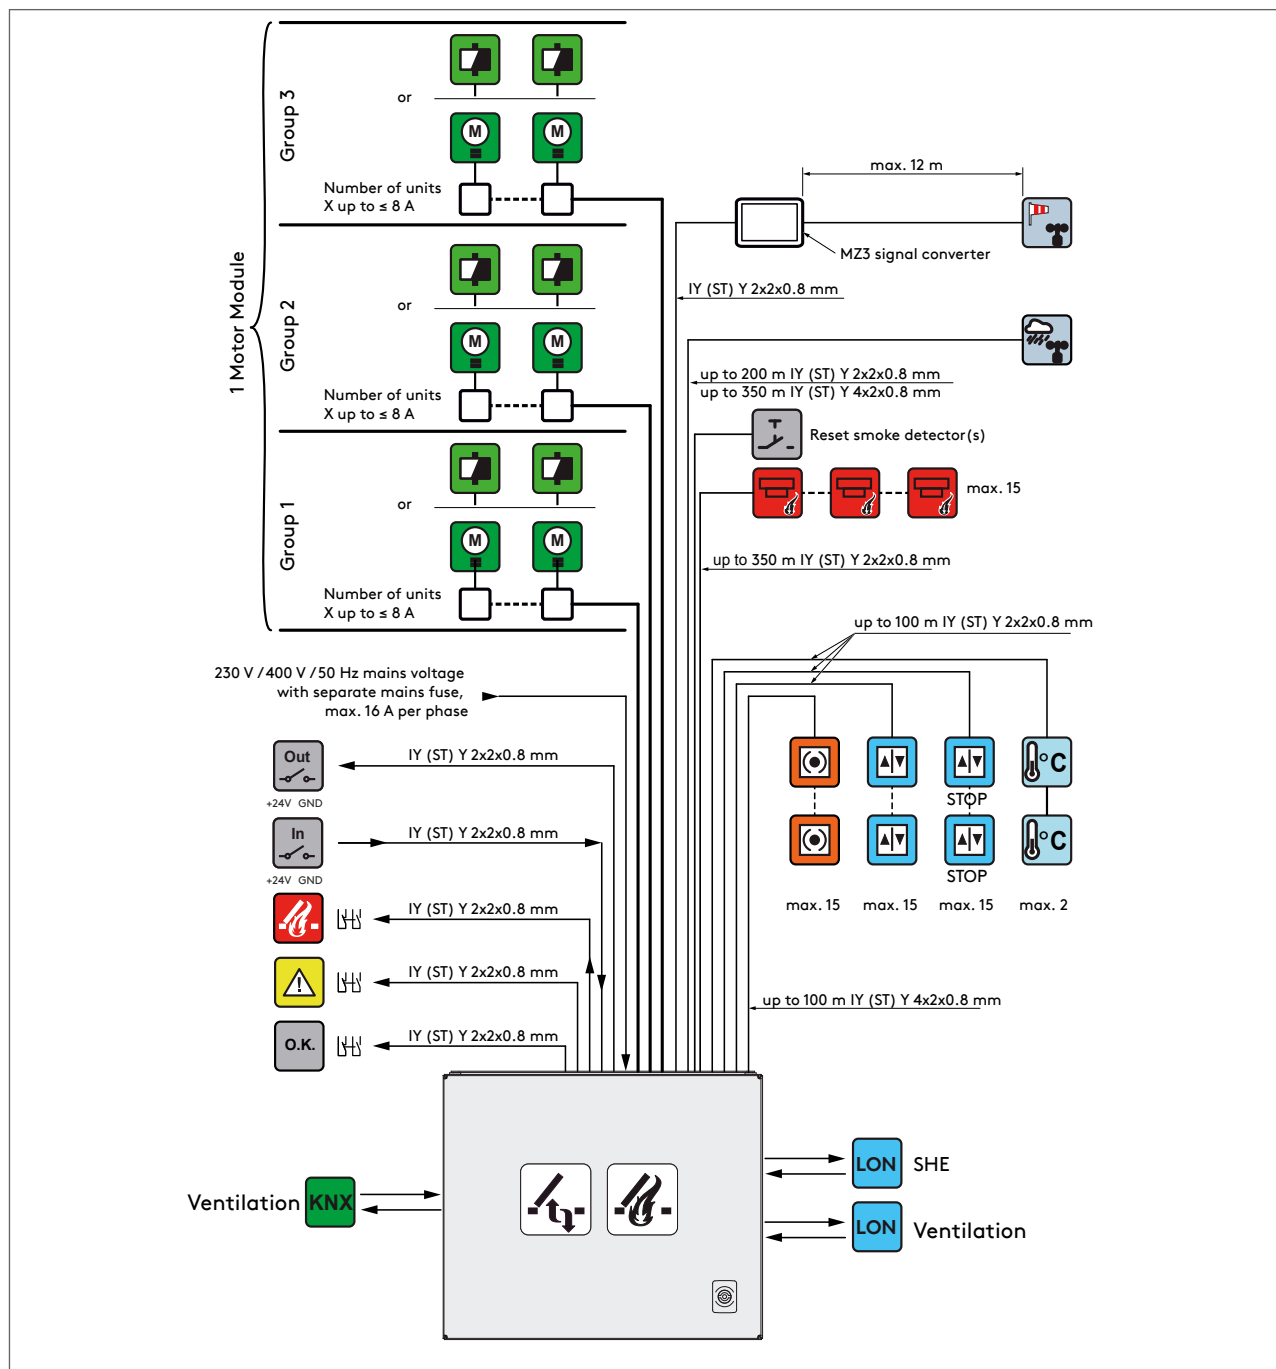 1 Motor Module
Group 3
or
M
M
Number of units
X up to ≤ 8 A
Group 2
or
M
M
Number of units
X up to ≤ 8 A
Group 1
or
M
M
Number of units
X up to ≤ 8 A
max. 12 m
MZ3 signal converter
IY (ST) Y 2x2x0.8 mm
up to 200 m IY (ST) Y 2x2x0.8 mm
up to 350 m IY (ST) Y 4x2x0.8 mm
Reset smoke detector(s)
max. 15
up to 350 m IY (ST) Y 2x2x0.8 mm
up to 100 m IY (ST) Y 2x2x0.8 mm
230 V / 400 V / 50 Hz mains voltage
with separate mains fuse,
max. 16 A per phase
Out
+24V GND
IY (ST) Y 2x2x0.8 mm
In
+24V GND
IY (ST) Y 2x2x0.8 mm
IY (ST) Y 2x2x0.8 mm
IY (ST) Y 2x2x0.8 mm
O.K.
IY (ST) Y 2x2x0.8 mm
°C
STOP
°C
STOP
max. 15
max. 15
max. 15
max. 2
up to 100 m IY (ST) Y 4x2x0.8 mm
Ventilation
KNX
LON
SHE
LON
Ventilation